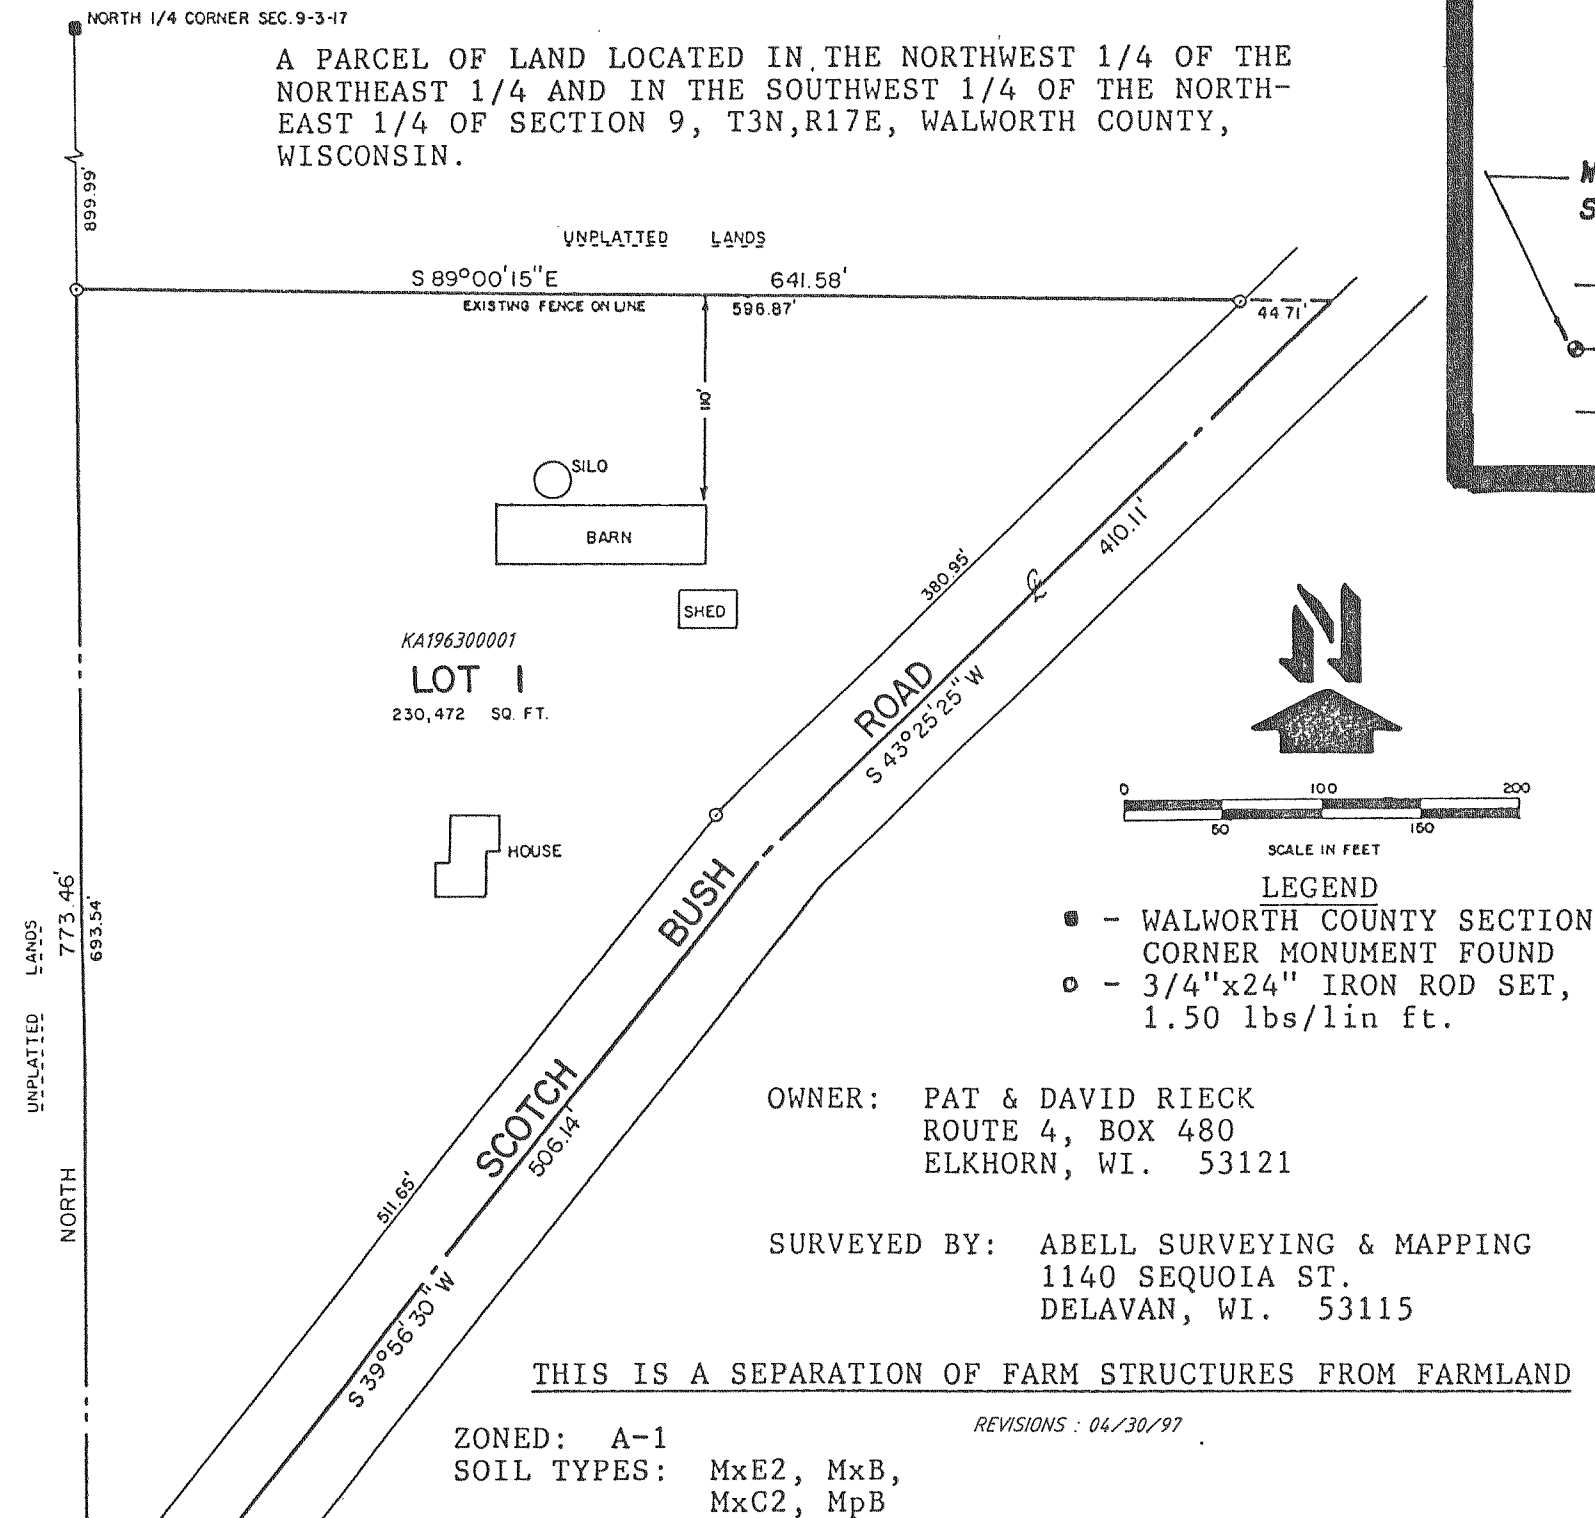 NORTH 1/4 CORNER SEC. 9-3-17
A PARCEL OF LAND LOCATED IN THE NORTHWEST 1/4 OF THE
NORTHEAST 1/4 AND IN THE SOUTHWEST 1/4 OF THE NORTH-
EAST 1/4 OF SECTION 9, T3N,R17E, WALWORTH COUNTY,
WISCONSIN.
899.99'
UNPLATTED LANDS
S 89°00'15"E 641.58'
EXISTING FENCE ON LINE 596.87'
44.71'
110'
SILO
BARN
SHED
KA196300001
LOT 1
230,472 SQ. FT.
HOUSE
380.95'
410.11'
℄
SCOTCH BUSH ROAD
S 43°25'25" W
0 100 200
50 150
SCALE IN FEET
LEGEND
- WALWORTH COUNTY SECTION
CORNER MONUMENT FOUND
- 3/4"x24" IRON ROD SET,
1.50 lbs/lin ft.
UNPLATTED LANDS
NORTH 773.46'
693.54'
511.65'
506.14'
S 39°56'30" W
OWNER: PAT & DAVID RIECK
ROUTE 4, BOX 480
ELKHORN, WI. 53121
SURVEYED BY: ABELL SURVEYING & MAPPING
1140 SEQUOIA ST.
DELAVAN, WI. 53115
THIS IS A SEPARATION OF FARM STRUCTURES FROM FARMLAND
REVISIONS : 04/30/97
ZONED: A-1
SOIL TYPES: MxE2, MxB,
MxC2, MpB
N
S